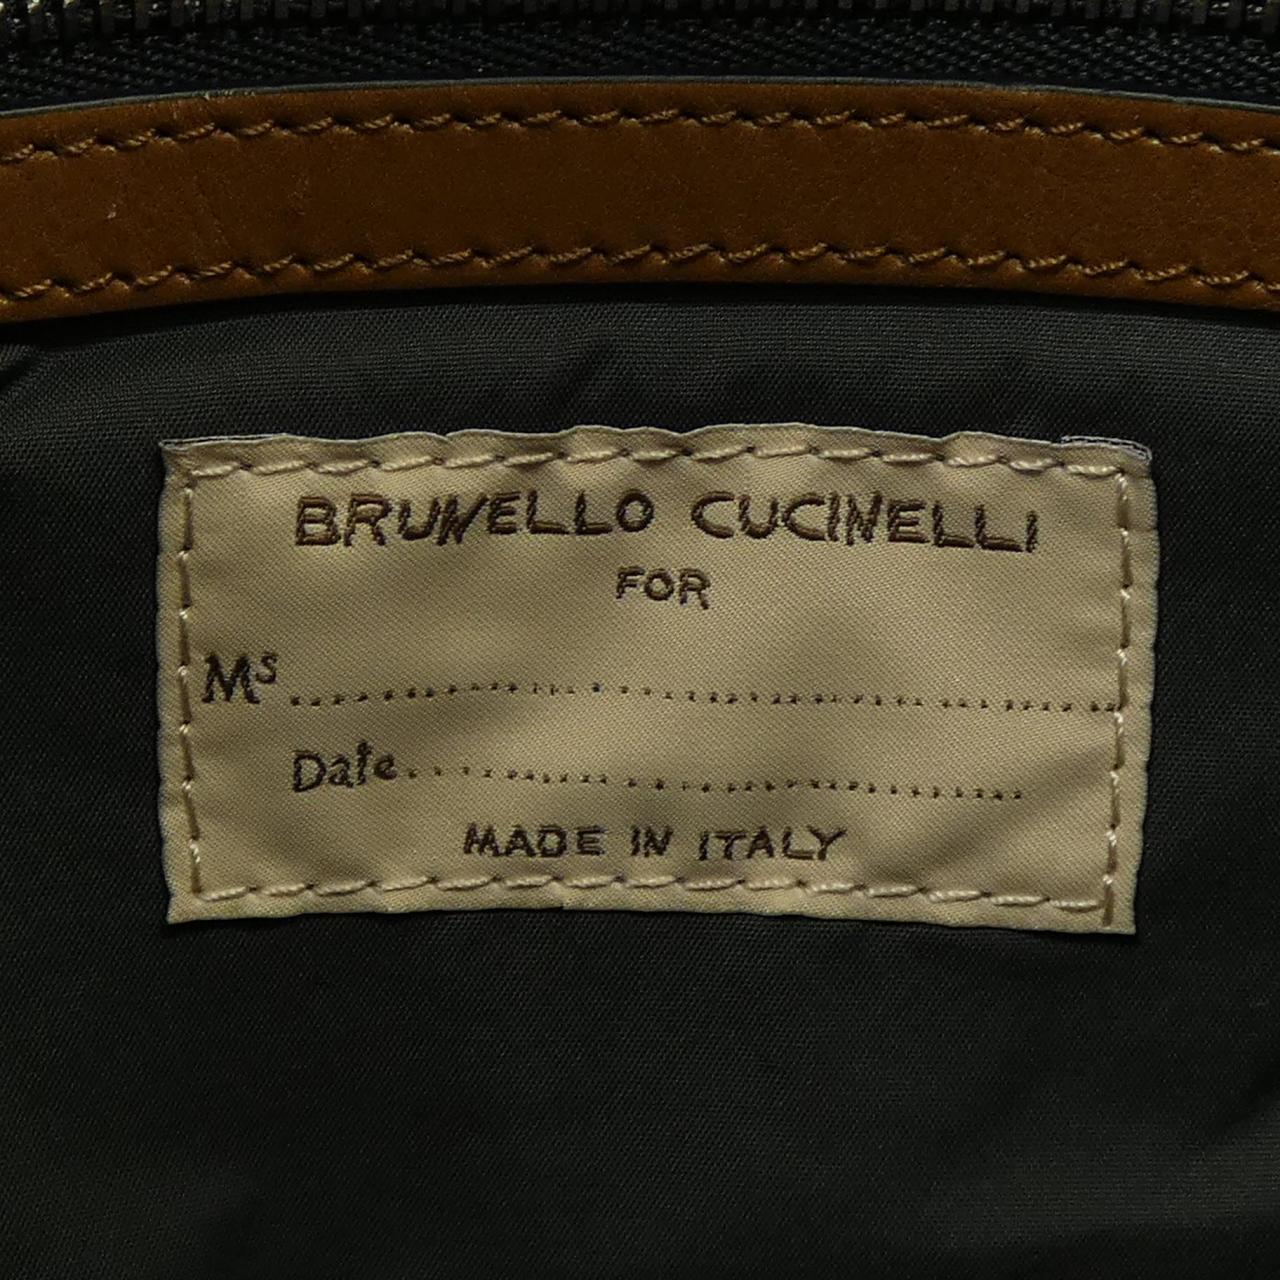 BRUNELLO CUCINELLI
FOR
Ms........................................
Date..............................
MADE IN ITALY